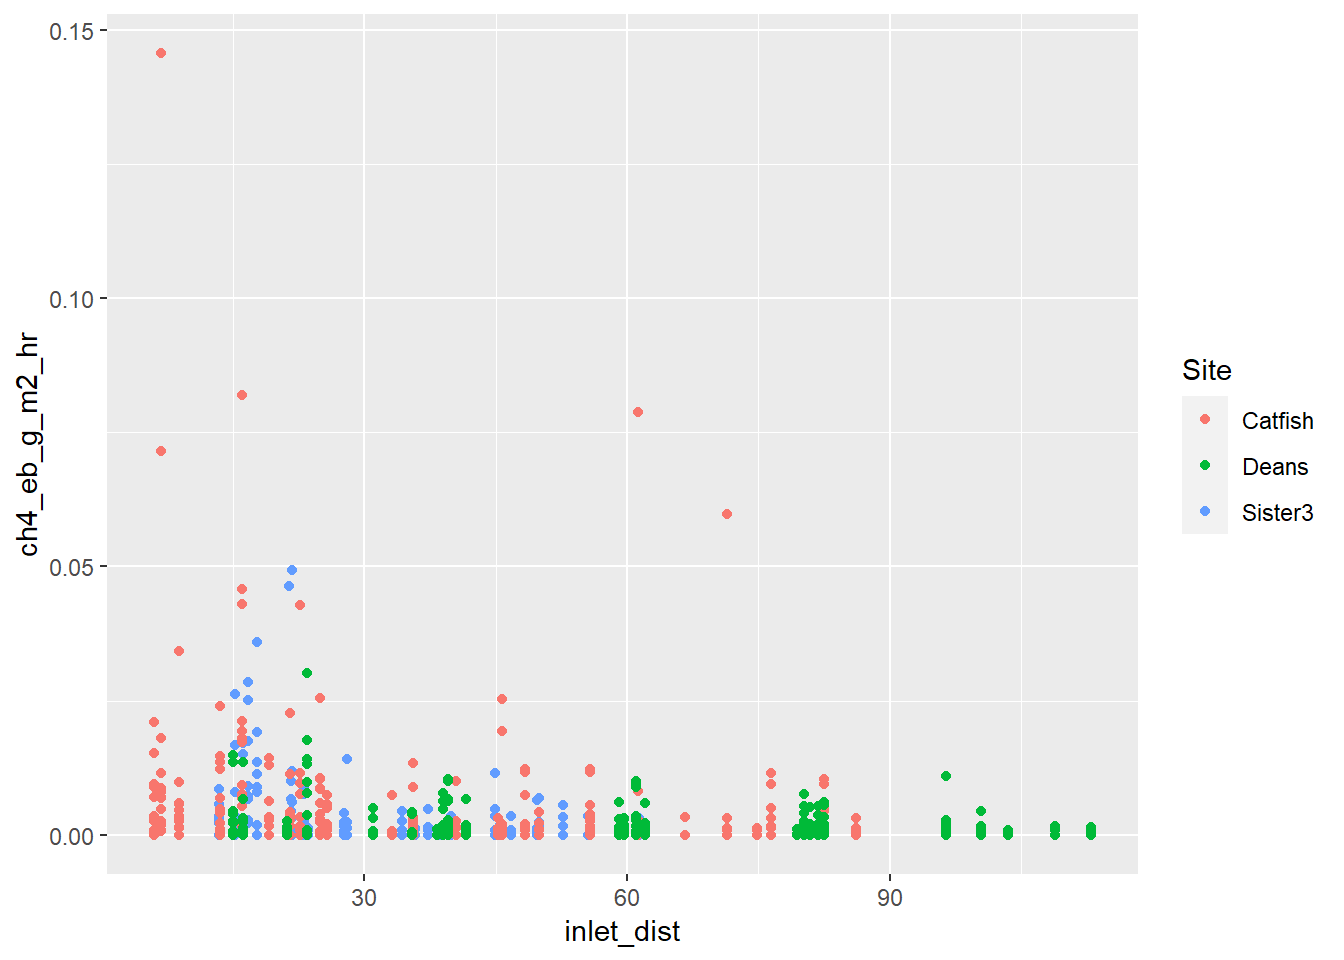 0.15
0.10
0.05
0.00
ch4_eb_g_m2_hr
30
60
90
inlet_dist
Site
Catfish
Deans
Sister3